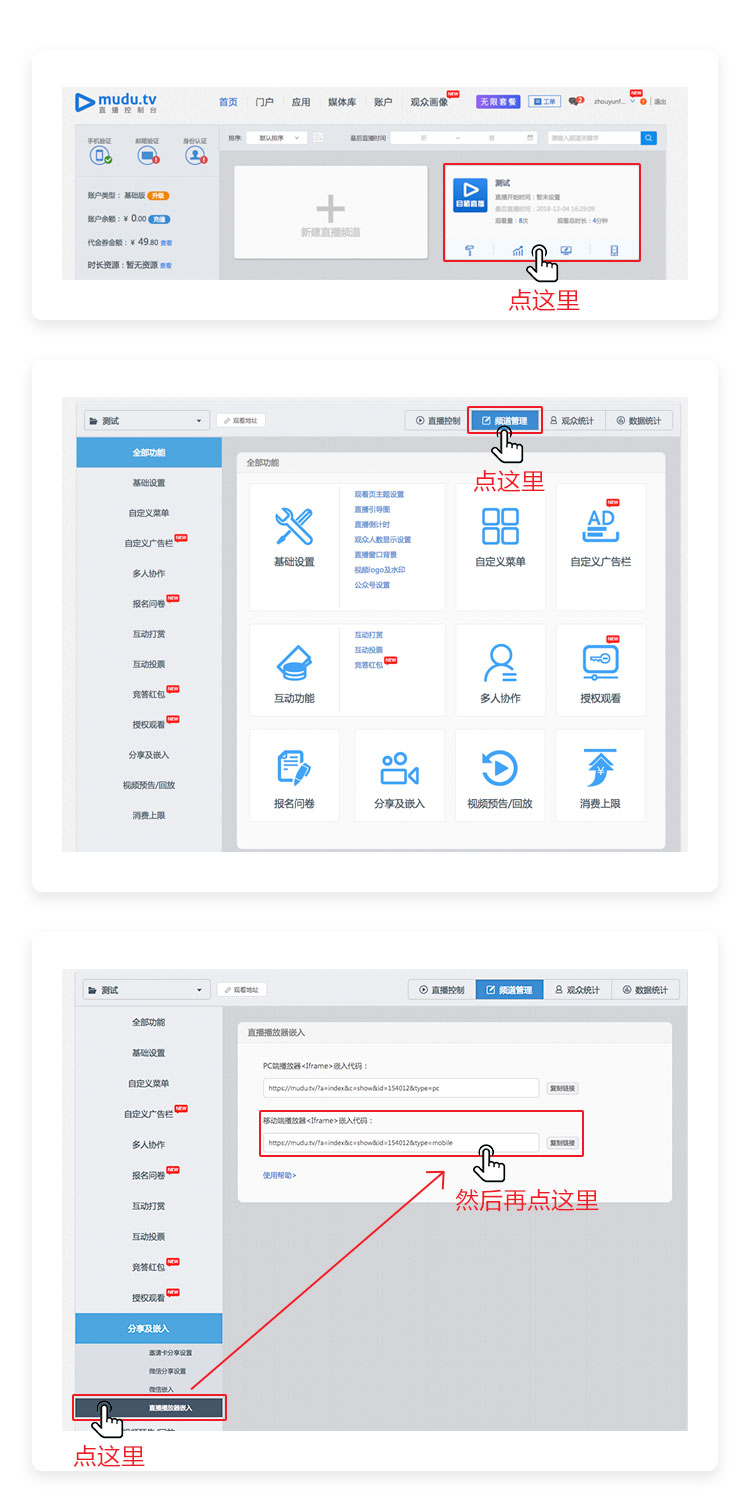 mudu.tv
直播控制台
首页 门户 应用 媒体库 账户 观众画像 NEW 无限套餐 工单 2 zhouyunf... NEW 退出
手机验证 邮箱验证 身份认证
排序: 默认排序 最后直播时间 – 请输入频道关键字
账户类型： 基础版 升级
账户余额：¥ 0.00 充值
代金券金额：¥ 49.80 查看
时长资源：暂无资源 查看
新建直播频道
目睹直播
测试
直播开始时间：暂未设置
最后直播时间：2018-12-04 16:29:09
观看量：8次 观看总时长：4分钟
点这里
测试 观看地址 直播控制 频道管理 观众统计 数据统计
点这里
全部功能
基础设置
自定义菜单
自定义广告栏 NEW
多人协作
报名问卷 NEW
互动打赏
互动投票
竞答红包 NEW
授权观看 NEW
分享及嵌入
视频预告/回放
消费上限
全部功能
基础设置
观看页主题设置
直播引导图
直播倒计时
观众人数显示设置
直播窗口背景
视频logo及水印
公众号设置
自定义菜单
NEW
AD
自定义广告栏
互动功能
互动打赏
互动投票
竞答红包 NEW
多人协作
NEW
授权观看
报名问卷
分享及嵌入
视频预告/回放
¥
消费上限
测试 观看地址 直播控制 频道管理 观众统计 数据统计
全部功能
基础设置
自定义菜单
自定义广告栏 NEW
多人协作
报名问卷 NEW
互动打赏
互动投票
竞答红包 NEW
授权观看 NEW
分享及嵌入
邀请卡分享设置
微信分享设置
微信嵌入
直播播放器嵌入
视频预告/回放
点这里
直播播放器嵌入
PC端播放器<Iframe>嵌入代码：
https://mudu.tv/?a=index&c=show&id=154012&type=pc 复制链接
移动端播放器<Iframe>嵌入代码：
https://mudu.tv/?a=index&c=show&id=154012&type=mobile 复制链接
使用帮助>
然后再点这里